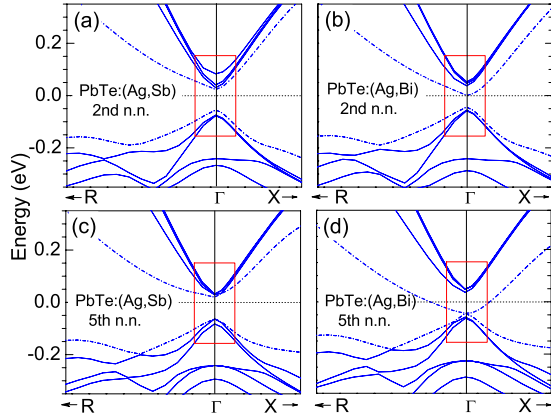 (a)
(b)
0.2
0.0
-0.2
PbTe:(Ag,Sb)
2nd n.n.
PbTe:(Ag,Bi)
2nd n.n.
←R Γ X→
←R Γ X→
Energy (eV)
(c)
(d)
0.2
0.0
-0.2
PbTe:(Ag,Sb)
5th n.n.
PbTe:(Ag,Bi)
5th n.n.
←R Γ X→
←R Γ X→